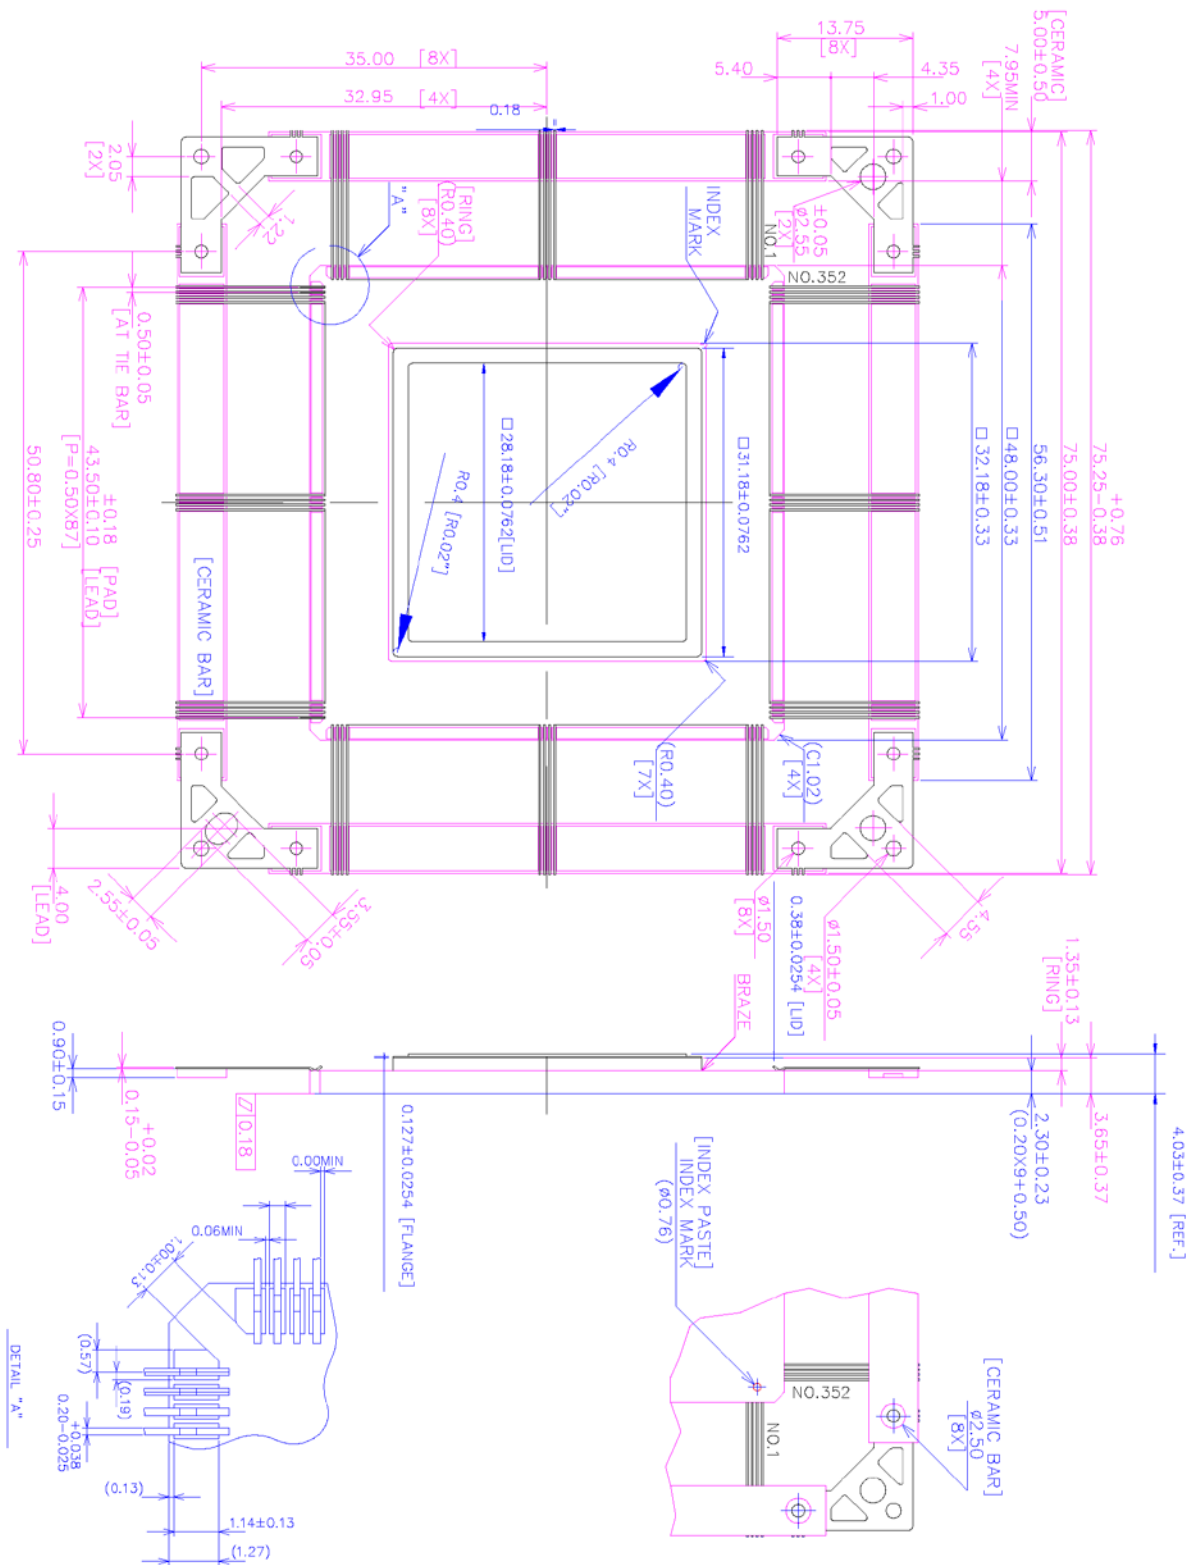 13.75
[8X]
[CERAMIC]
5.00±0.50
7.95MIN
[4X]
35.00 [8X]
5.40
4.35
32.95 [4X]
1.00
0.18
2.05
[2X]
1.22
"A"
[RING]
(R0.40)
[8X]
INDEX
MARK
±0.05
ø2.55
[2X]
NO.1
NO.352
0.50±0.05
[AT TIE BAR]
±0.18 [PAD]
43.50±0.10 [LEAD]
[P=0.50X87]
50.80±0.25
[CERAMIC BAR]
R0.4 [R0.02"]
□28.18±0.0762[LID]
R0.4 [R0.02"]
□31.18±0.0762
□32.18±0.33
□48.00±0.33
56.30±0.51
75.00±0.38
+0.76
75.25-0.38
(R0.40)
[7X]
(C1.02)
[4X]
4.00
[LEAD]
2.55±0.05
3.55±0.05
ø1.50
[8X]
0.38±0.0254 [LID]
ø1.50±0.05
[4X]
4.55
BRAZE
1.35±0.13
[RING]
0.90±0.15
+0.02
0.15-0.05
0.18
0.127±0.0254 [FLANGE]
2.30±0.23
(0.20X9+0.50)
3.65±0.37
4.03±0.37 [REF.]
0.00MIN
0.06MIN
1.00±0.13
(0.57)
(0.19)
+0.038
0.20-0.025
(0.13)
1.14±0.13
(1.27)
DETAIL "A"
[INDEX PASTE]
INDEX MARK
(ø0.76)
NO.352
NO.1
[CERAMIC BAR]
ø2.50
[8X]